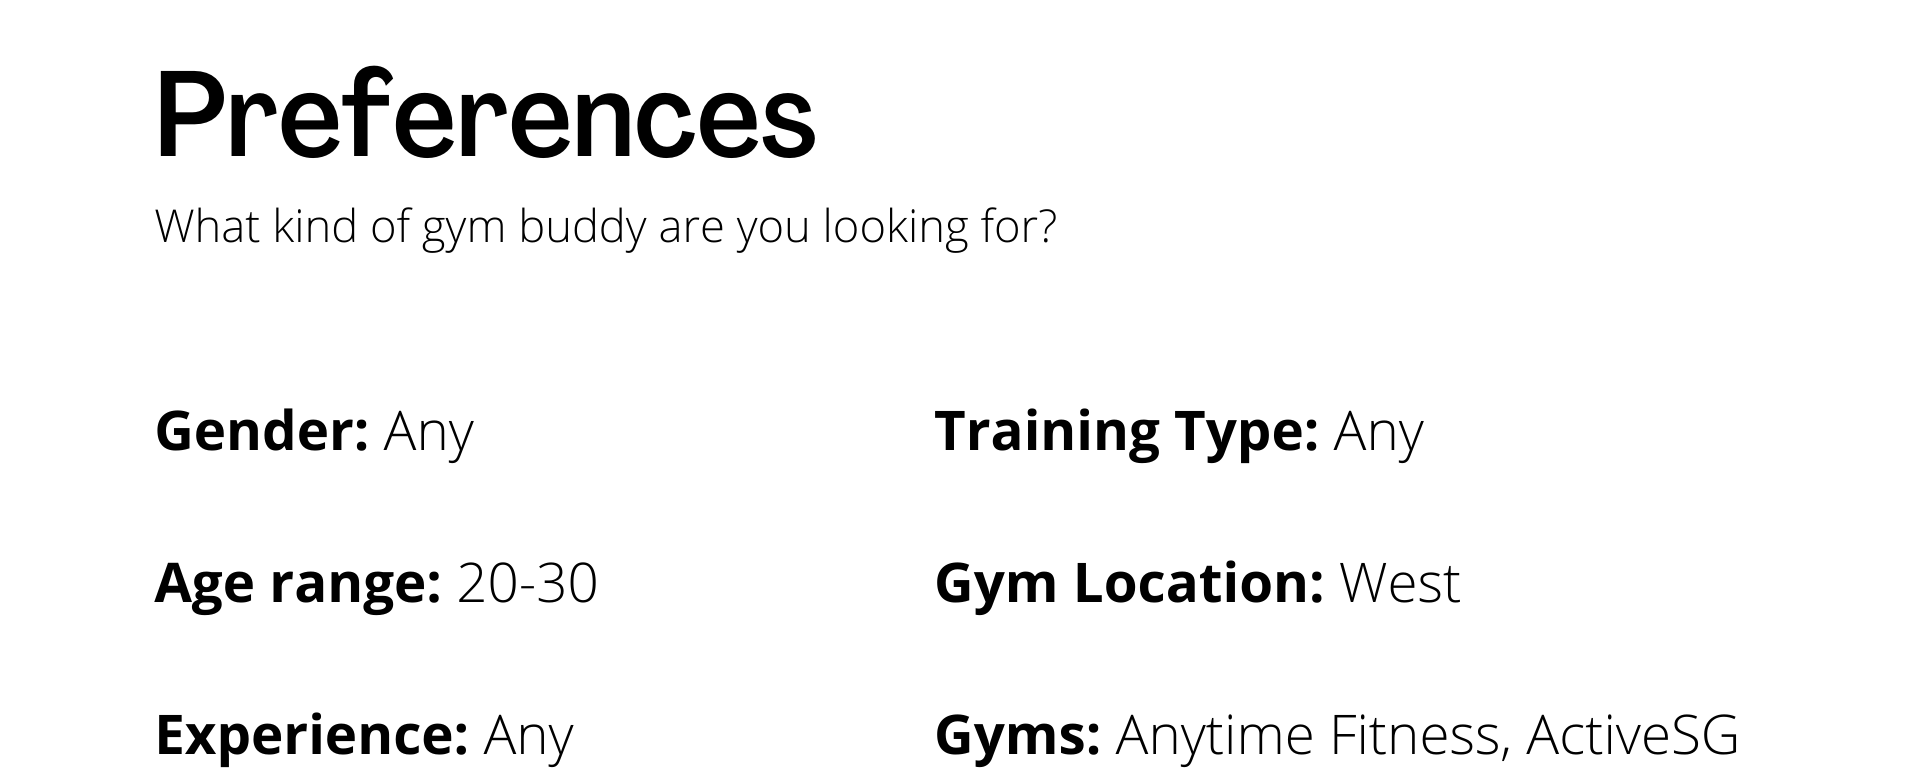 Preferences
What kind of gym buddy are you looking for?
Gender: Any
Training Type: Any
Age range: 20-30
Gym Location: West
Experience: Any
Gyms: Anytime Fitness, ActiveSG